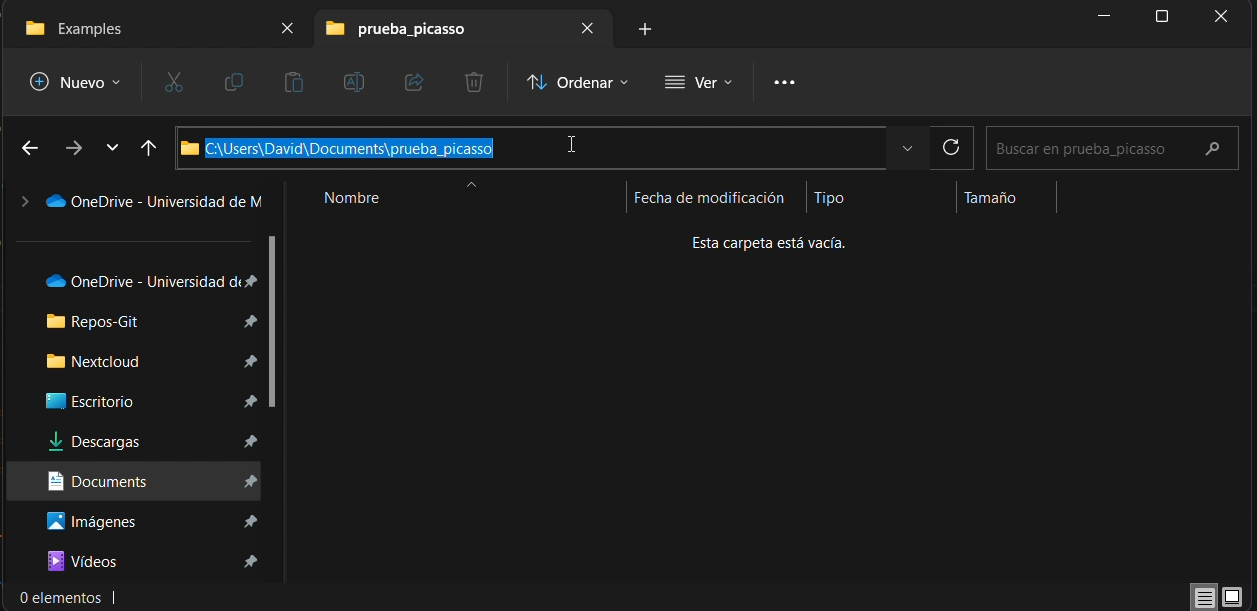 Examples
prueba_picasso
Nuevo
Ordenar
Ver
C:\Users\David\Documents\prueba_picasso
Buscar en prueba_picasso
OneDrive - Universidad de M
OneDrive - Universidad de
Repos-Git
Nextcloud
Escritorio
Descargas
Documents
Imágenes
Vídeos
Nombre
Fecha de modificación
Tipo
Tamaño
Esta carpeta está vacía.
0 elementos